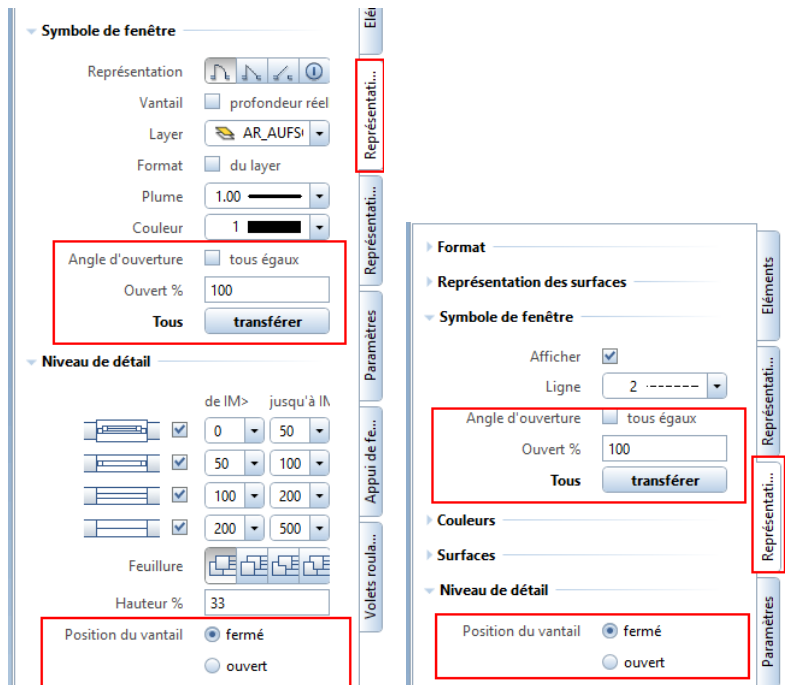 Symbole de fenêtre
Représentation
Vantail profondeur réel
Layer AR_AUFS
Format du layer
Plume 1.00
Couleur 1
Angle d'ouverture tous égaux
Ouvert % 100
Tous transférer
Niveau de détail
de IM> jusqu'à IN
0 50
50 100
100 200
200 500
Feuillure
Hauteur % 33
Position du vantail fermé
ouvert
Elé
Représentati...
Représentati...
Paramètres
Appui de fe...
Volets roula...
Format
Représentation des surfaces
Symbole de fenêtre
Afficher
Ligne 2
Angle d'ouverture tous égaux
Ouvert % 100
Tous transférer
Couleurs
Surfaces
Niveau de détail
Position du vantail fermé
ouvert
Eléments
Représentati...
Représentati...
Paramètres